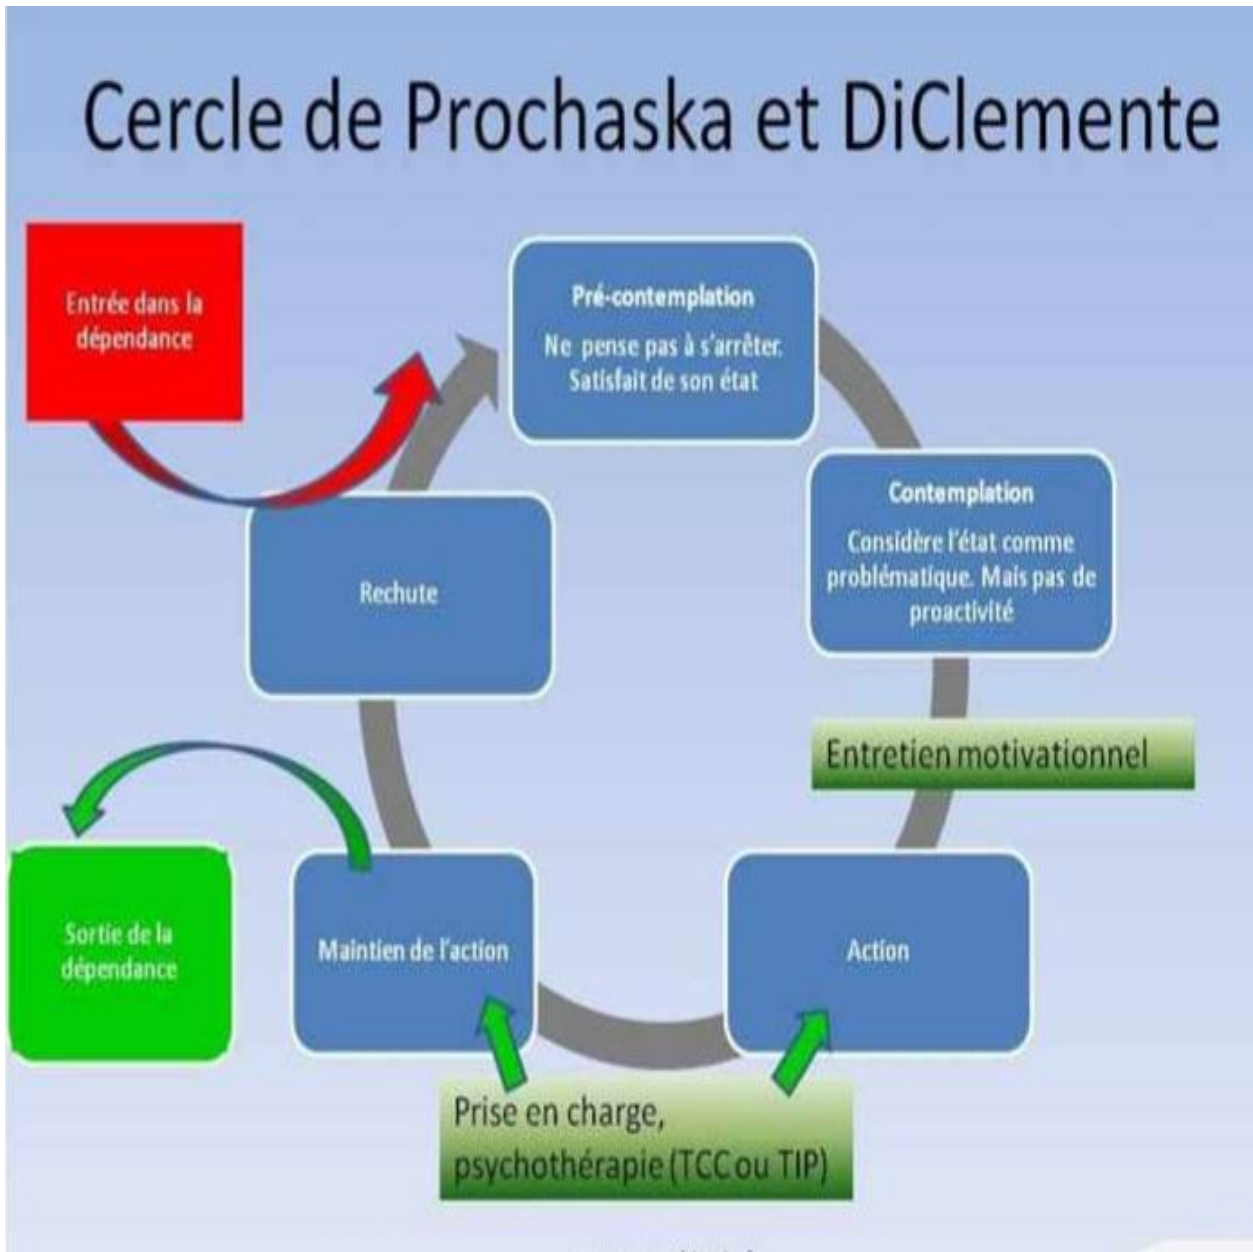 Cercle de Prochaska et DiClemente
Entrée dans la
dépendance
Pré-contemplation
Ne pense pas à s'arrêter.
Satisfait de son état
Contemplation
Considère l'état comme
problématique. Mais pas de
proactivité
Rechute
Entretien motivationnel
Sortie de la
dépendance
Maintien de l'action
Action
Prise en charge,
psychothérapie (TCC ou TIP)